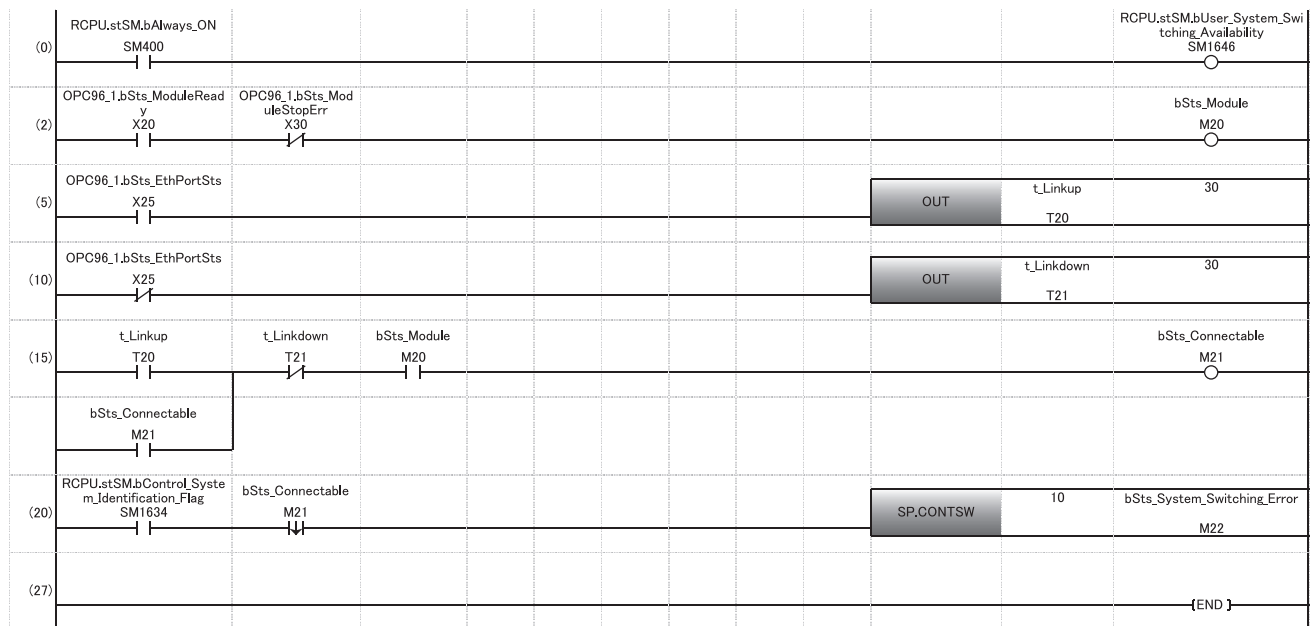 RCPU.stSM.bAlways_ON
RCPU.stSM.bUser_System_Swi
tching_Availability
(0)
SM400
SM1646
OPC96_1.bSts_ModuleRead
y
OPC96_1.bSts_Mod
uleStopErr
bSts_Module
(2)
X20
X30
M20
OPC96_1.bSts_EthPortSts
(5)
X25
OUT
t_Linkup
T20
30
OPC96_1.bSts_EthPortSts
(10)
X25
OUT
t_Linkdown
T21
30
t_Linkup
t_Linkdown
bSts_Module
bSts_Connectable
(15)
T20
T21
M20
M21
bSts_Connectable
M21
RCPU.stSM.bControl_Syste
m_Identification_Flag
bSts_Connectable
(20)
SM1634
M21
SP.CONTSW
10
bSts_System_Switching_Error
M22
(27)
[END]